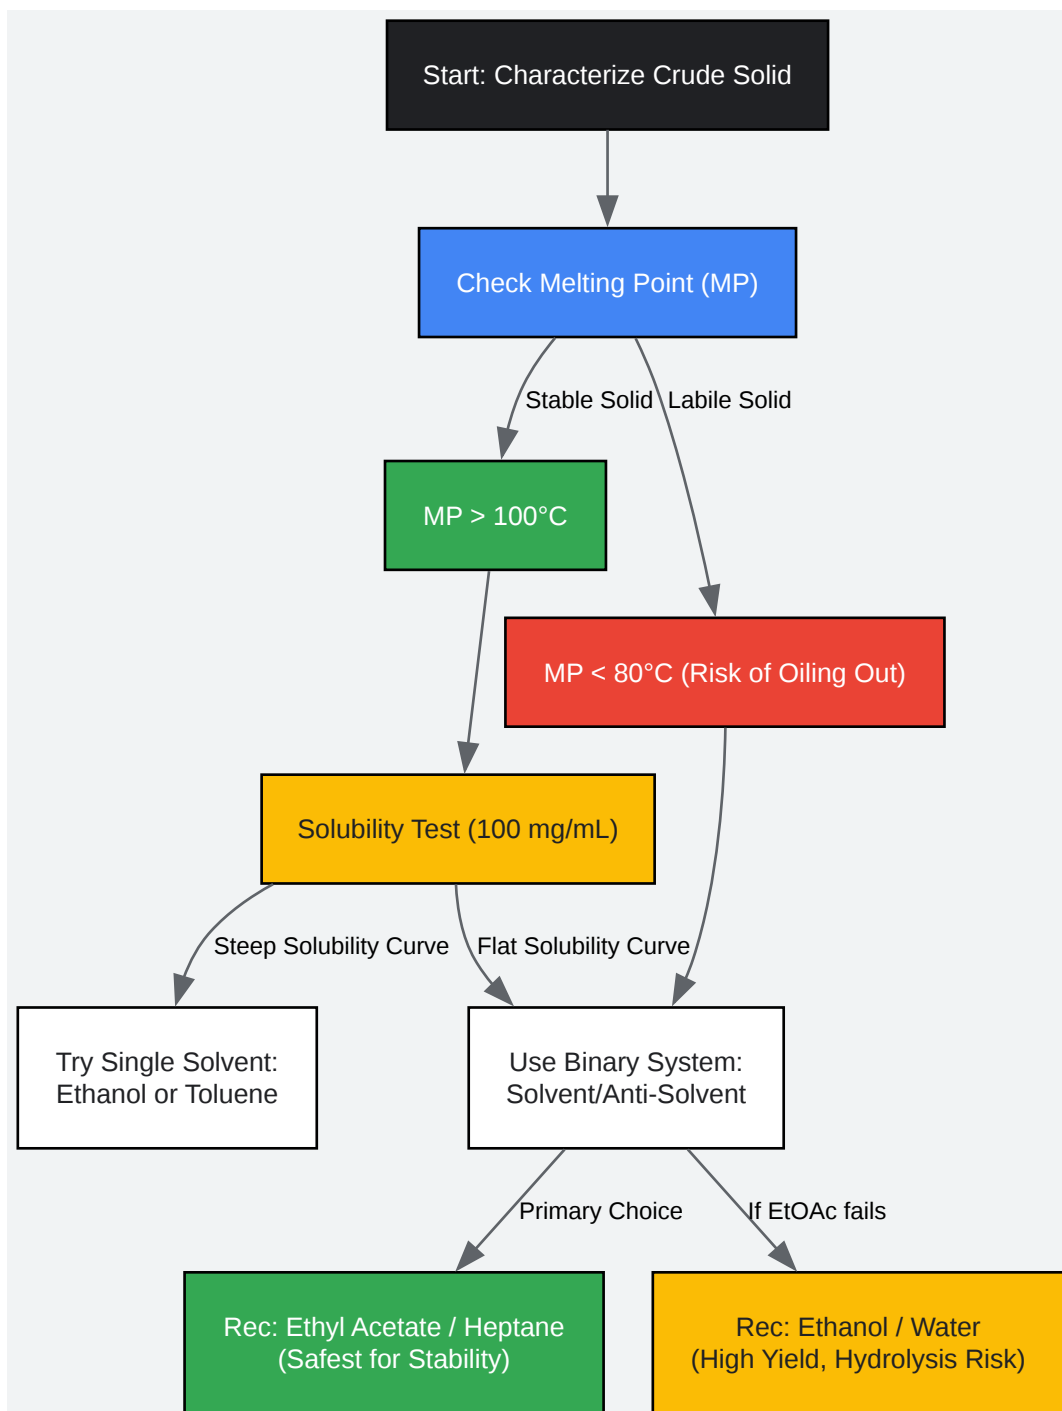 Start: Characterize Crude Solid
Check Melting Point (MP)
Stable Solid
Labile Solid
MP > 100°C
MP < 80°C (Risk of Oiling Out)
Solubility Test (100 mg/mL)
Steep Solubility Curve
Flat Solubility Curve
Try Single Solvent:
Ethanol or Toluene
Use Binary System:
Solvent/Anti-Solvent
Primary Choice
If EtOAc fails
Rec: Ethyl Acetate / Heptane
(Safest for Stability)
Rec: Ethanol / Water
(High Yield, Hydrolysis Risk)